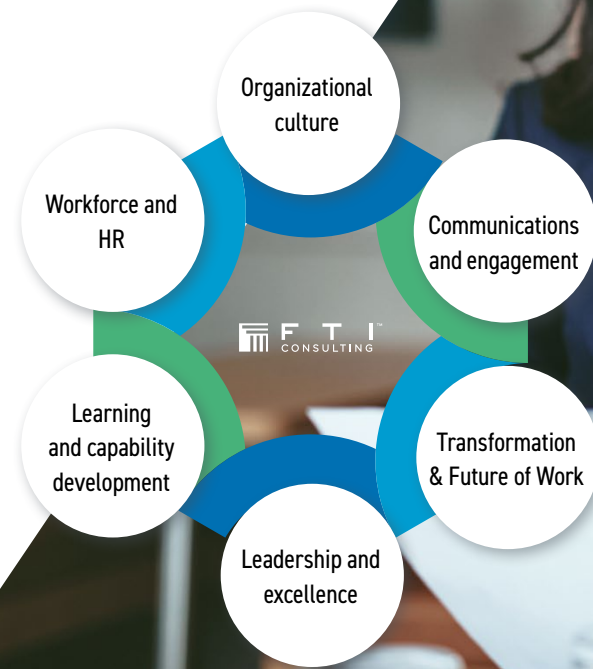 Organizational
culture
Communications
and engagement
Transformation
& Future of Work
Leadership and
excellence
Learning
and capability
development
Workforce and
HR
FTI™
CONSULTING